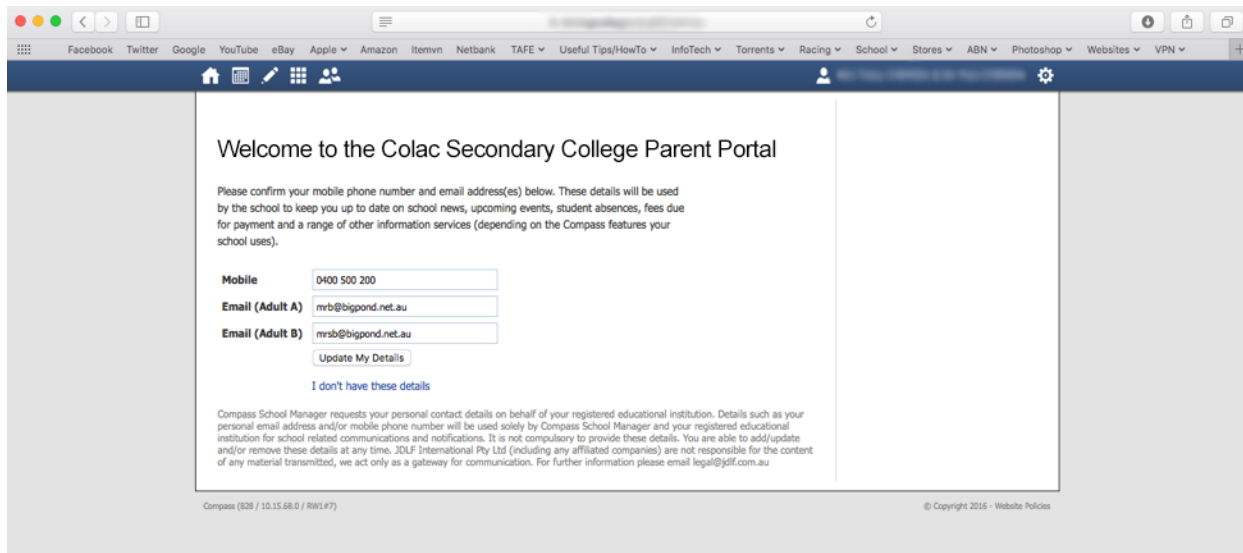 Facebook Twitter Google YouTube eBay Apple Amazon Itemvn Netbank TAFE Useful Tips/HowTo InfoTech Torrents Racing School Stores ABN Photoshop Websites VPN
Welcome to the Colac Secondary College Parent Portal
Please confirm your mobile phone number and email address(es) below. These details will be used
by the school to keep you up to date on school news, upcoming events, student absences, fees due
for payment and a range of other information services (depending on the Compass features your
school uses).
Mobile 0400 500 200
Email (Adult A) mrb@bigpond.net.au
Email (Adult B) mrsb@bigpond.net.au
Update My Details
I don't have these details
Compass School Manager requests your personal contact details on behalf of your registered educational institution. Details such as your
personal email address and/or mobile phone number will be used solely by Compass School Manager and your registered educational
institution for school related communications and notifications. It is not compulsory to provide these details. You are able to add/update
and/or remove these details at any time. JDLF International Pty Ltd (including any affiliated companies) are not responsible for the content
of any material transmitted, we act only as a gateway for communication. For further information please email legal@jdlf.com.au
Compass (828 / 10.15.68.0 / RW1#7) © Copyright 2016 - Website Policies